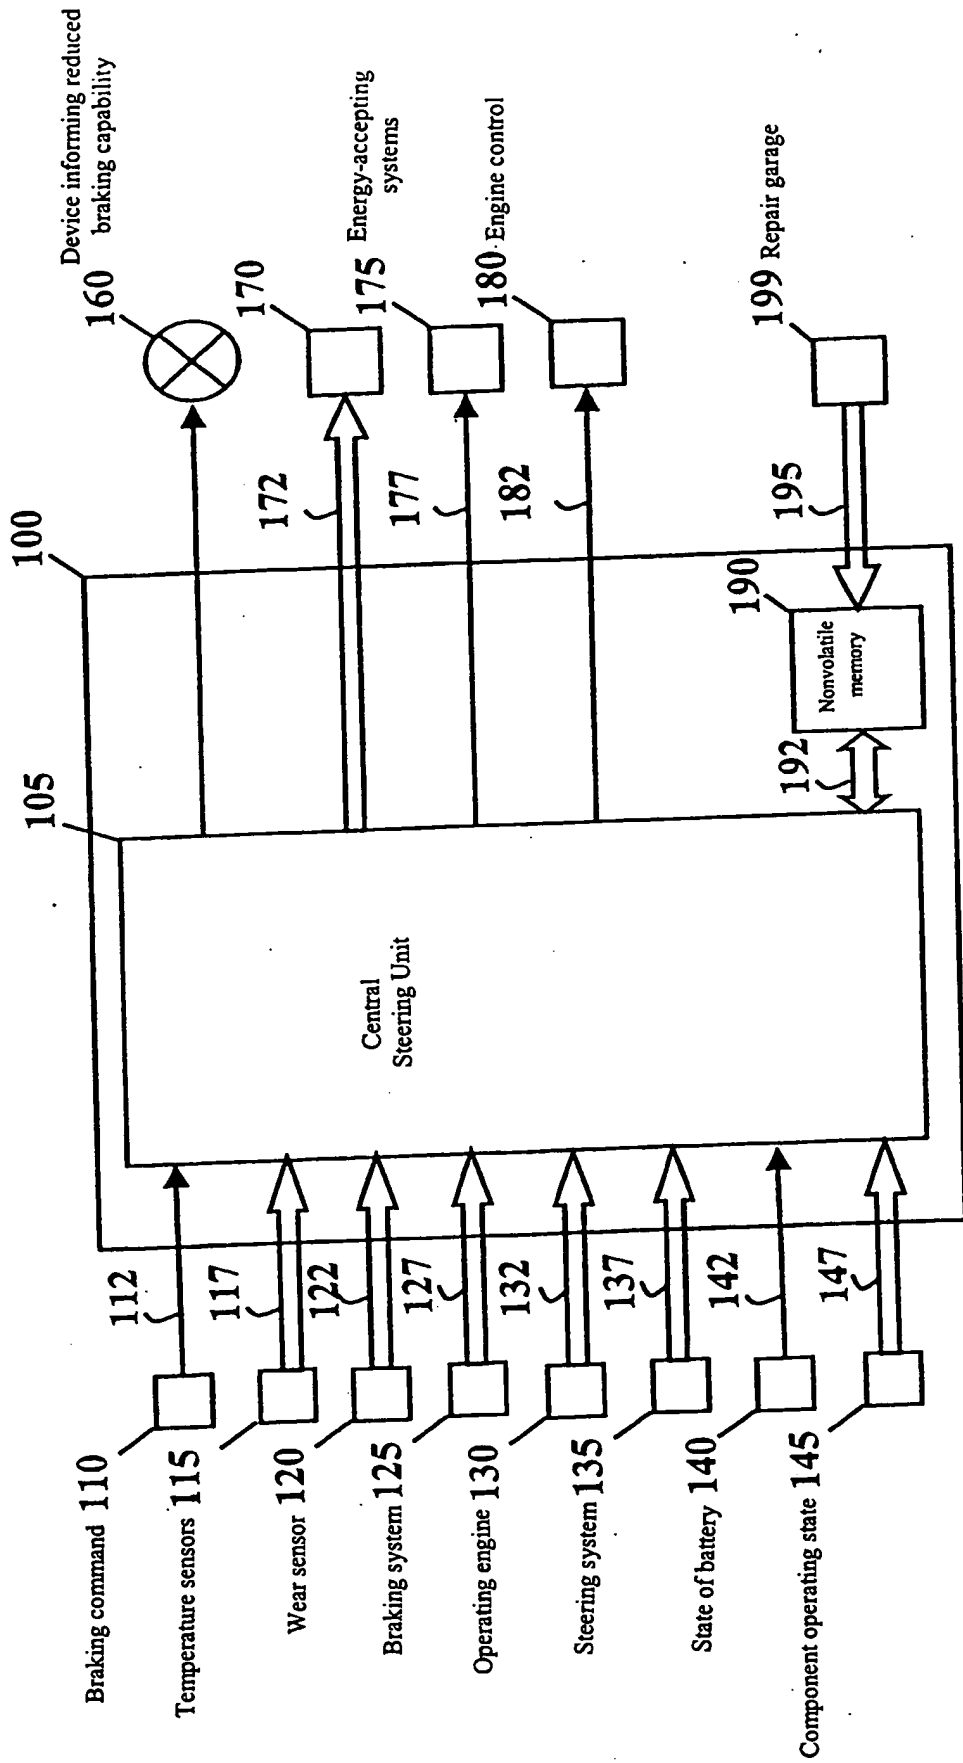 100
105
Braking command 110
112
Temperature sensors 115
117
Wear sensor 120
122
Braking system 125
127
Operating engine 130
132
Steering system 135
137
State of battery 140
142
Component operating state 145
147
Central
Steering Unit
Device informing reduced
braking capability
160
170
172
Energy-accepting
systems
175
177
180 Engine control
182
190
Nonvolatile
memory
192
195
199 Repair garage